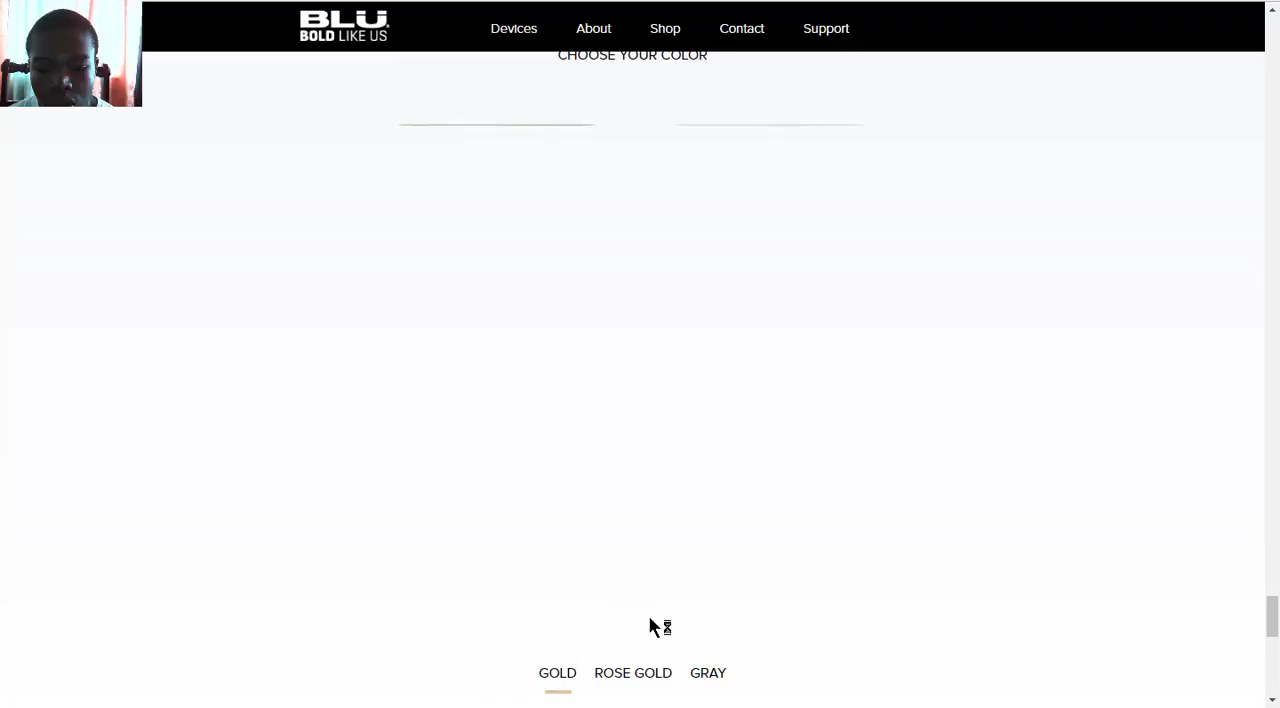 BLU
BOLD LIKE US
Devices About Shop Contact Support
CHOOSE YOUR COLOR
GOLD ROSE GOLD GRAY